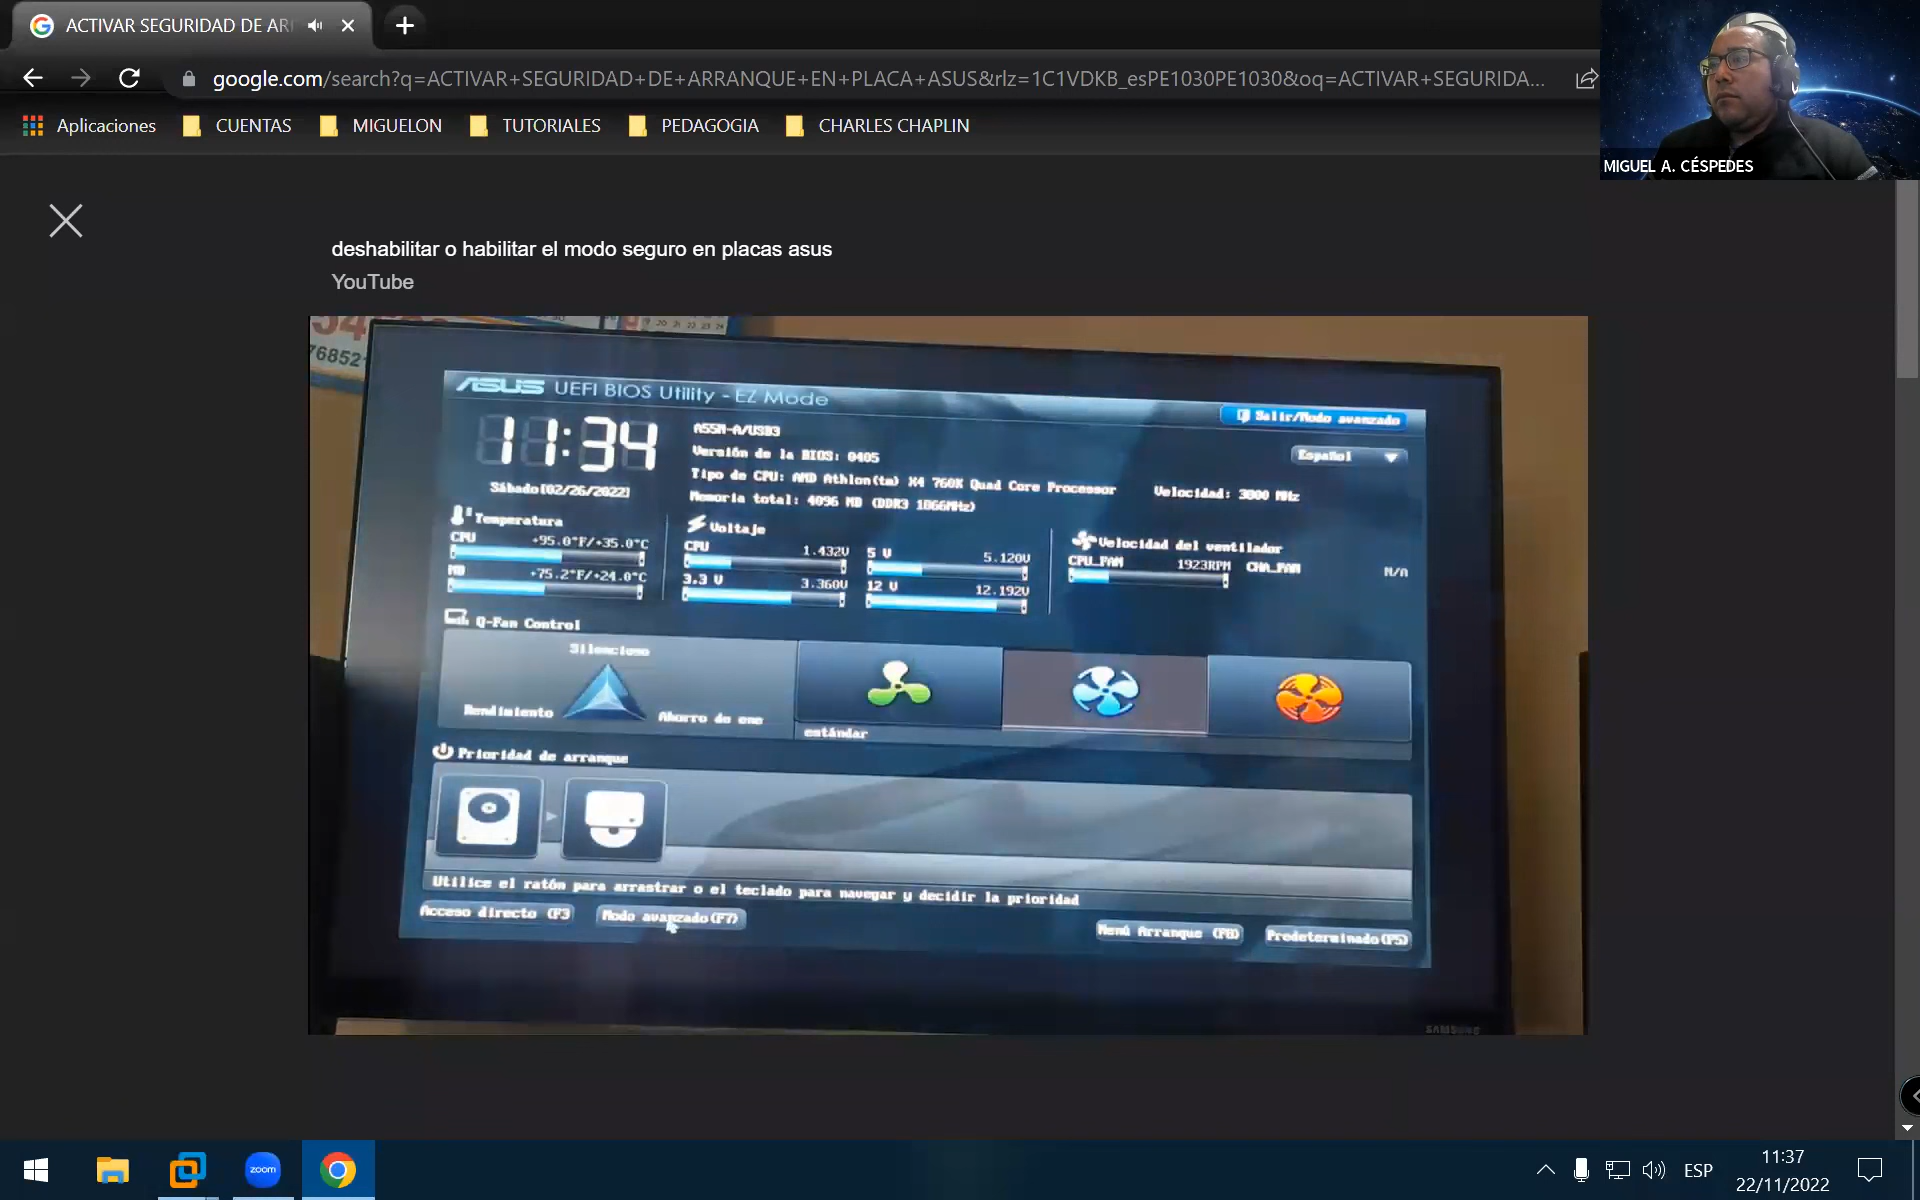 ACTIVAR SEGURIDAD DE AR
google.com/search?q=ACTIVAR+SEGURIDAD+DE+ARRANQUE+EN+PLACA+ASUS&rlz=1C1VDKB_esPE1030PE1030&oq=ACTIVAR+SEGURIDA...
Aplicaciones
CUENTAS
MIGUELON
TUTORIALES
PEDAGOGIA
CHARLES CHAPLIN
MIGUEL A. CÉSPEDES
deshabilitar o habilitar el modo seguro en placas asus
YouTube
ASUS UEFI BIOS Utility - EZ Mode
Salir/Modo avanzado
11:34
Sábado[02/26/2022]
A55M-A/USB3
Versión de la BIOS: 0405
Tipo de CPU: AMD Athlon(tm) X4 760K Quad Core Processor
Velocidad: 3800 MHz
Memoria total: 4096 MB (DDR3 1866MHz)
Español
Temperatura
CPU +95.0°F/+35.0°C
MB +75.2°F/+24.0°C
Voltaje
CPU 1.432V 5 V 5.120V
3.3 V 3.360V 12 V 12.192V
Velocidad del ventilador
CPU_FAN 1923RPM CHA_FAN N/A
Q-Fan Control
Silencioso
Rendimiento
Ahorro de ene
estándar
Prioridad de arranque
Utilice el ratón para arrastrar o el teclado para navegar y decidir la prioridad
Acceso directo (F3
Modo avanzado(F7)
Menú Arranque (F8)
Predeterminado(F5)
SAMSUNG
zoom
ESP
11:37
22/11/2022